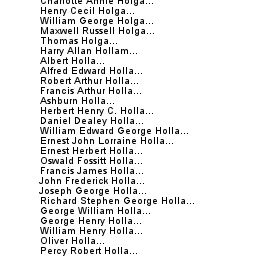 Charlotte Annie Holga...
Henry Cecil Holga...
William George Holga...
Maxwell Russell Holga...
Thomas Holga...
Harry Allan Hollam...
Albert Holla...
Alfred Edward Holla...
Robert Arthur Holla...
Francis Arthur Holla...
Ashburn Holla...
Herbert Henry C. Holla...
Daniel Dealey Holla...
William Edward George Holla...
Ernest John Lorraine Holla...
Ernest Herbert Holla...
Oswald Fossitt Holla...
Francis James Holla...
John Frederick Holla...
Joseph George Holla...
Richard Stephen George Holla...
George William Holla...
George Henry Holla...
William Henry Holla...
Oliver Holla...
Percy Robert Holla...